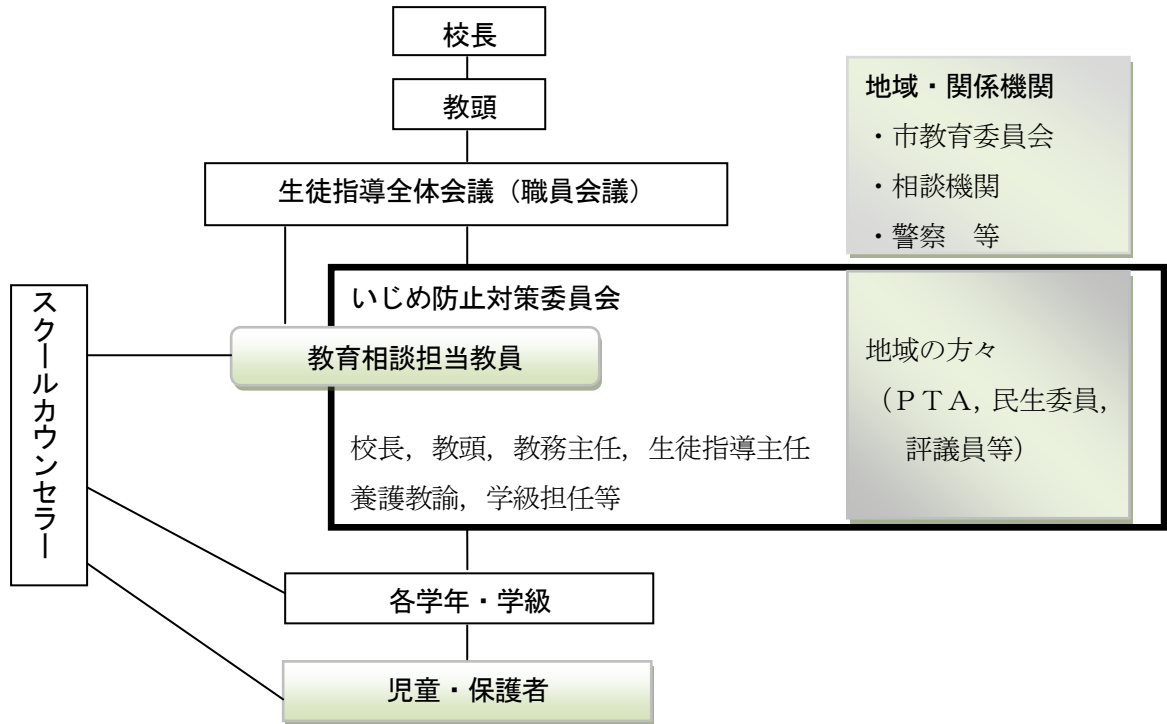 校長
教頭
生徒指導全体会議（職員会議）
地域・関係機関
・市教育委員会
・相談機関
・警察　等
スクールカウンセラー
いじめ防止対策委員会
教育相談担当教員
校長，教頭，教務主任，生徒指導主任
養護教諭，学級担任等
地域の方々
（ＰＴＡ，民生委員，
評議員等）
各学年・学級
児童・保護者